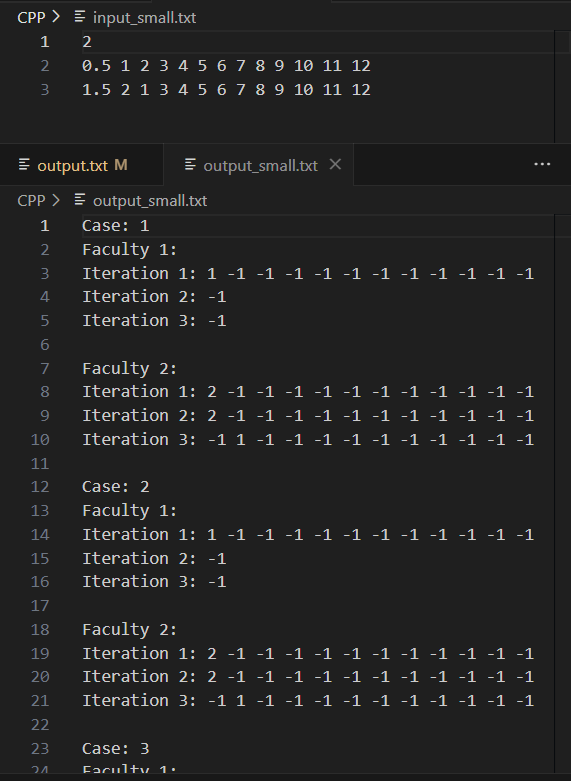 CPP > input_small.txt
1 2
2 0.5 1 2 3 4 5 6 7 8 9 10 11 12
3 1.5 2 1 3 4 5 6 7 8 9 10 11 12
output.txt M output_small.txt × ...
CPP > output_small.txt
1 Case: 1
2 Faculty 1:
3 Iteration 1: 1 -1 -1 -1 -1 -1 -1 -1 -1 -1 -1 -1
4 Iteration 2: -1
5 Iteration 3: -1
6
7 Faculty 2:
8 Iteration 1: 2 -1 -1 -1 -1 -1 -1 -1 -1 -1 -1 -1
9 Iteration 2: 2 -1 -1 -1 -1 -1 -1 -1 -1 -1 -1 -1
10 Iteration 3: -1 1 -1 -1 -1 -1 -1 -1 -1 -1 -1 -1
11
12 Case: 2
13 Faculty 1:
14 Iteration 1: 1 -1 -1 -1 -1 -1 -1 -1 -1 -1 -1 -1
15 Iteration 2: -1
16 Iteration 3: -1
17
18 Faculty 2:
19 Iteration 1: 2 -1 -1 -1 -1 -1 -1 -1 -1 -1 -1 -1
20 Iteration 2: 2 -1 -1 -1 -1 -1 -1 -1 -1 -1 -1 -1
21 Iteration 3: -1 1 -1 -1 -1 -1 -1 -1 -1 -1 -1 -1
22
23 Case: 3
24 Faculty 1: